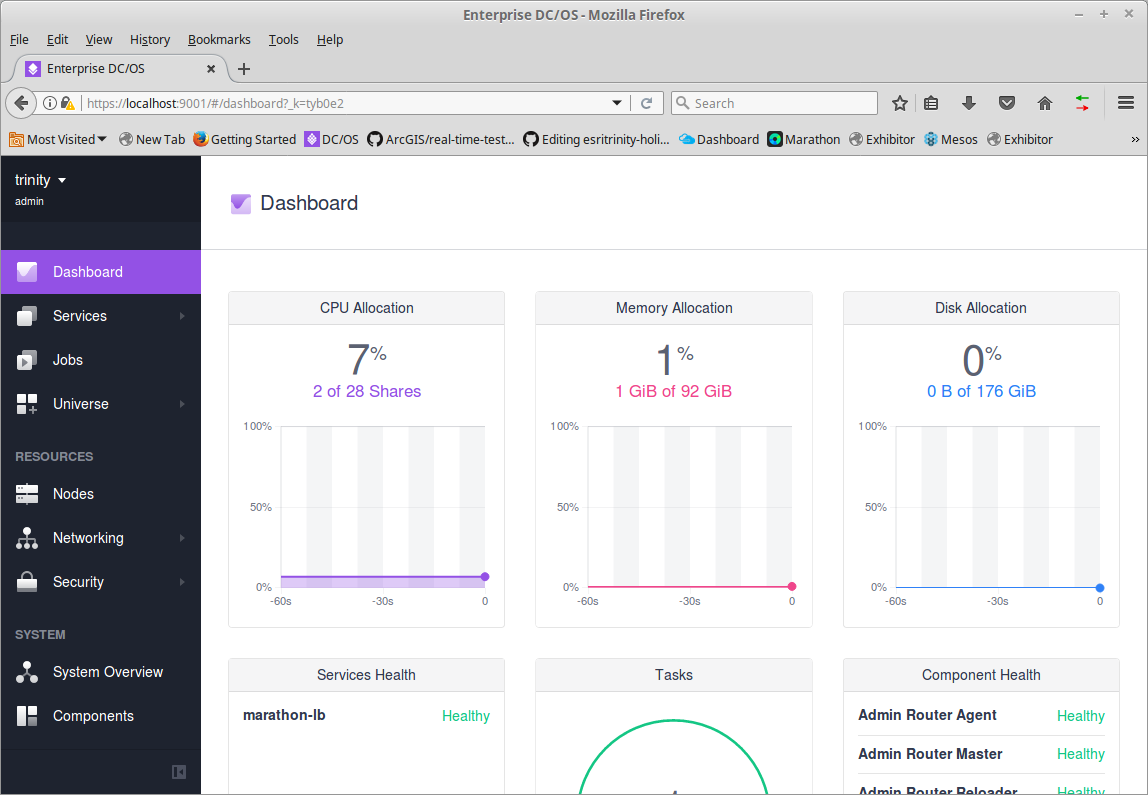 Enterprise DC/OS - Mozilla Firefox
File Edit View History Bookmarks Tools Help
Enterprise DC/OS
https://localhost:9001/#/dashboard?_k=tyb0e2
Search
Most Visited New Tab Getting Started DC/OS ArcGIS/real-time-test... Editing esritrinity-holi... Dashboard Marathon Exhibitor Mesos Exhibitor »
trinity
admin
Dashboard
Services
Jobs
Universe
RESOURCES
Nodes
Networking
Security
SYSTEM
System Overview
Components
Dashboard
CPU Allocation
7%
2 of 28 Shares
100%
50%
0%
-60s -30s 0
Memory Allocation
1%
1 GiB of 92 GiB
100%
50%
0%
-60s -30s 0
Disk Allocation
0%
0 B of 176 GiB
100%
50%
0%
-60s -30s 0
Services Health
marathon-lb Healthy
Tasks
Component Health
Admin Router Agent Healthy
Admin Router Master Healthy
Admin Router Reloader Healthy